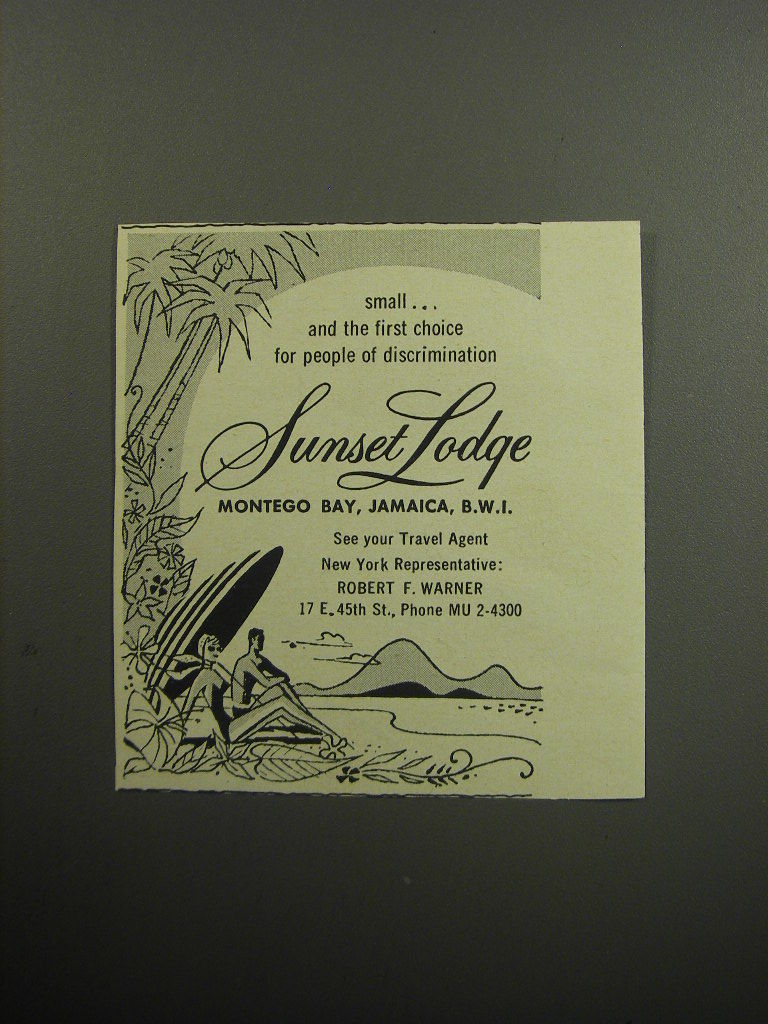 small...
and the first choice
for people of discrimination
Sunset Lodge
MONTEGO BAY, JAMAICA, B.W.I.
See your Travel Agent
New York Representative:
ROBERT F. WARNER
17 E. 45th St., Phone MU 2-4300